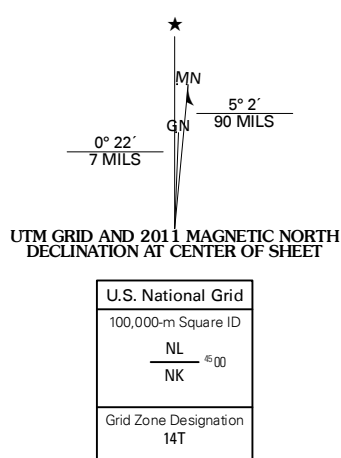 ★
MN
GN
5° 2´
90 MILS
0° 22´
7 MILS
UTM GRID AND 2011 MAGNETIC NORTH
DECLINATION AT CENTER OF SHEET
U.S. National Grid
100,000-m Square ID
NL
4500
NK
Grid Zone Designation
14T